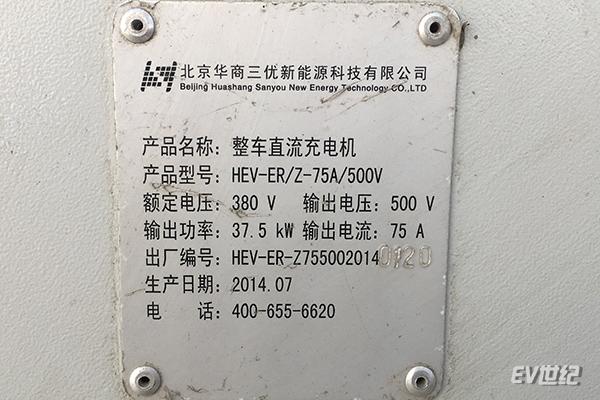 北京华商三优新能源科技有限公司
Beijing Huashang Sanyou New Energy Technology CO.,LTD
产品名称: 整车直流充电机
产品型号: HEV-ER/Z-75A/500V
额定电压: 380 V 输出电压: 500 V
输出功率: 37.5 kW 输出电流: 75 A
出厂编号: HEV-ER-Z7550020140120
生产日期: 2014.07
电 话: 400-655-6620
EV世纪